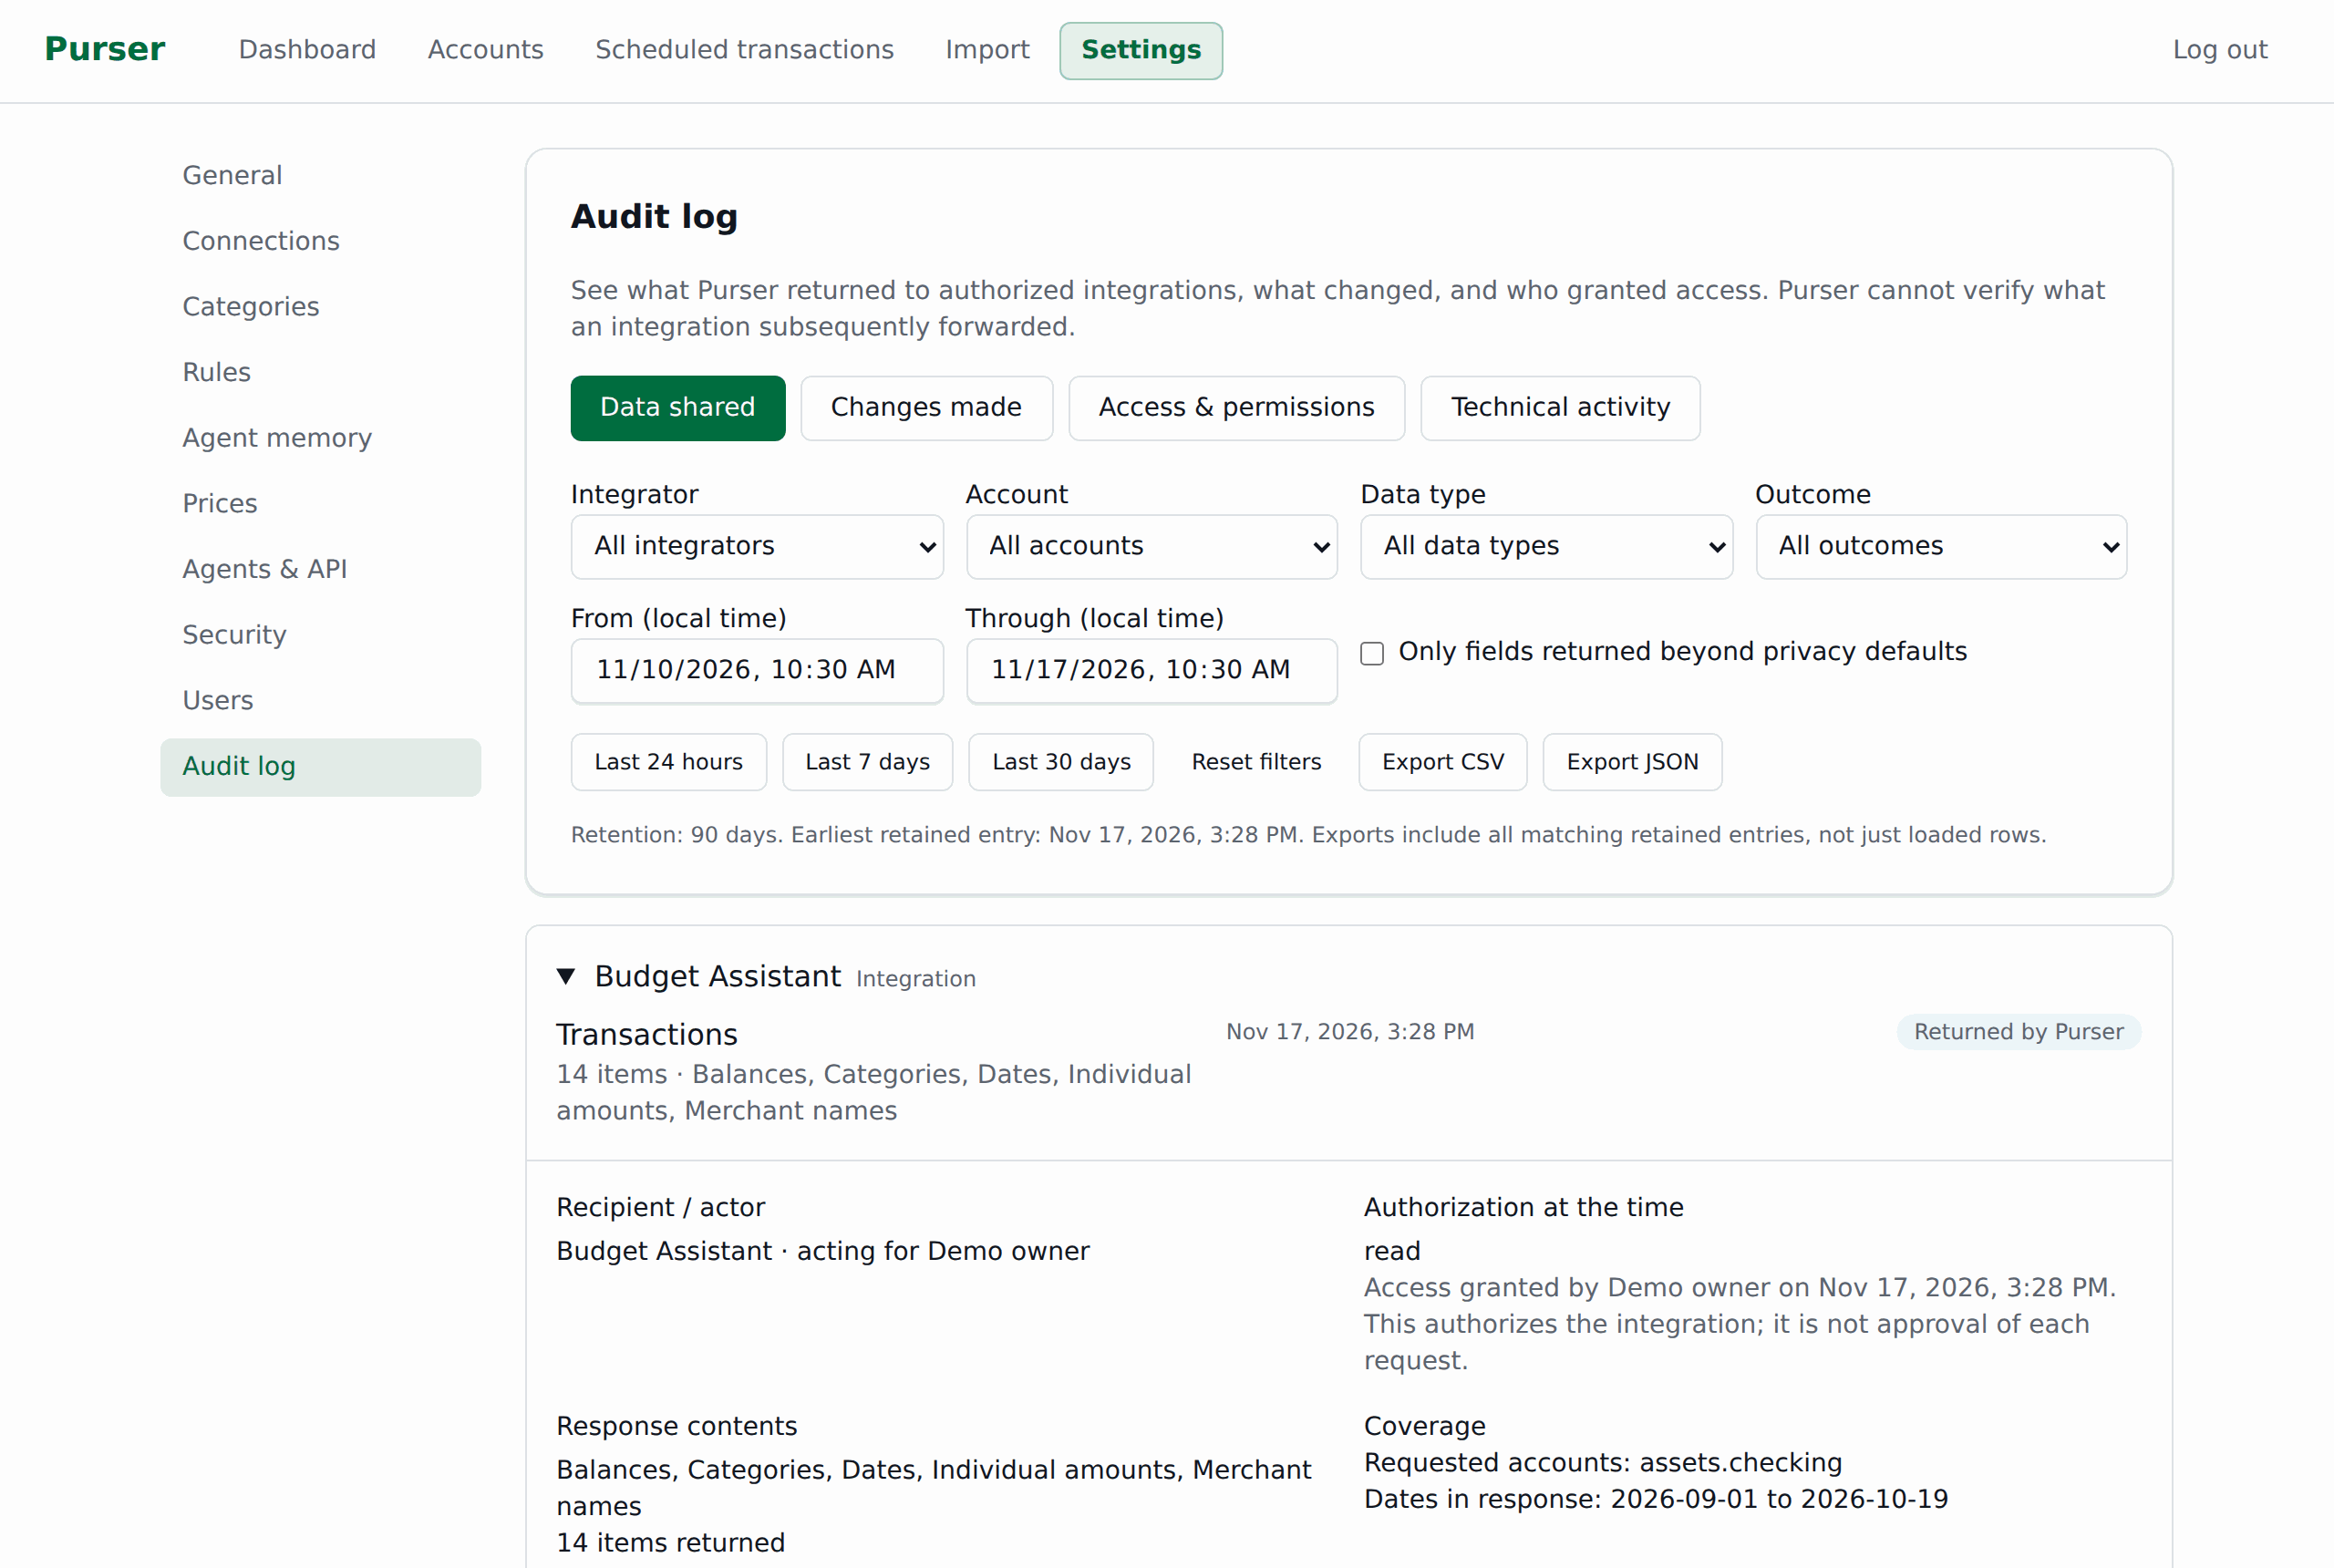 Purser
Dashboard
Accounts
Scheduled transactions
Import
Settings
Log out
General
Connections
Categories
Rules
Agent memory
Prices
Agents & API
Security
Users
Audit log
Audit log
See what Purser returned to authorized integrations, what changed, and who granted access. Purser cannot verify what
an integration subsequently forwarded.
Data shared
Changes made
Access & permissions
Technical activity
Integrator
Account
Data type
Outcome
All integrators
All accounts
All data types
All outcomes
From (local time)
Through (local time)
11/10/2026, 10:30 AM
11/17/2026, 10:30 AM
Only fields returned beyond privacy defaults
Last 24 hours
Last 7 days
Last 30 days
Reset filters
Export CSV
Export JSON
Retention: 90 days. Earliest retained entry: Nov 17, 2026, 3:28 PM. Exports include all matching retained entries, not just loaded rows.
Budget Assistant Integration
Transactions
Nov 17, 2026, 3:28 PM
Returned by Purser
14 items · Balances, Categories, Dates, Individual
amounts, Merchant names
Recipient / actor
Budget Assistant · acting for Demo owner
Authorization at the time
read
Access granted by Demo owner on Nov 17, 2026, 3:28 PM.
This authorizes the integration; it is not approval of each
request.
Response contents
Balances, Categories, Dates, Individual amounts, Merchant
names
14 items returned
Coverage
Requested accounts: assets.checking
Dates in response: 2026-09-01 to 2026-10-19